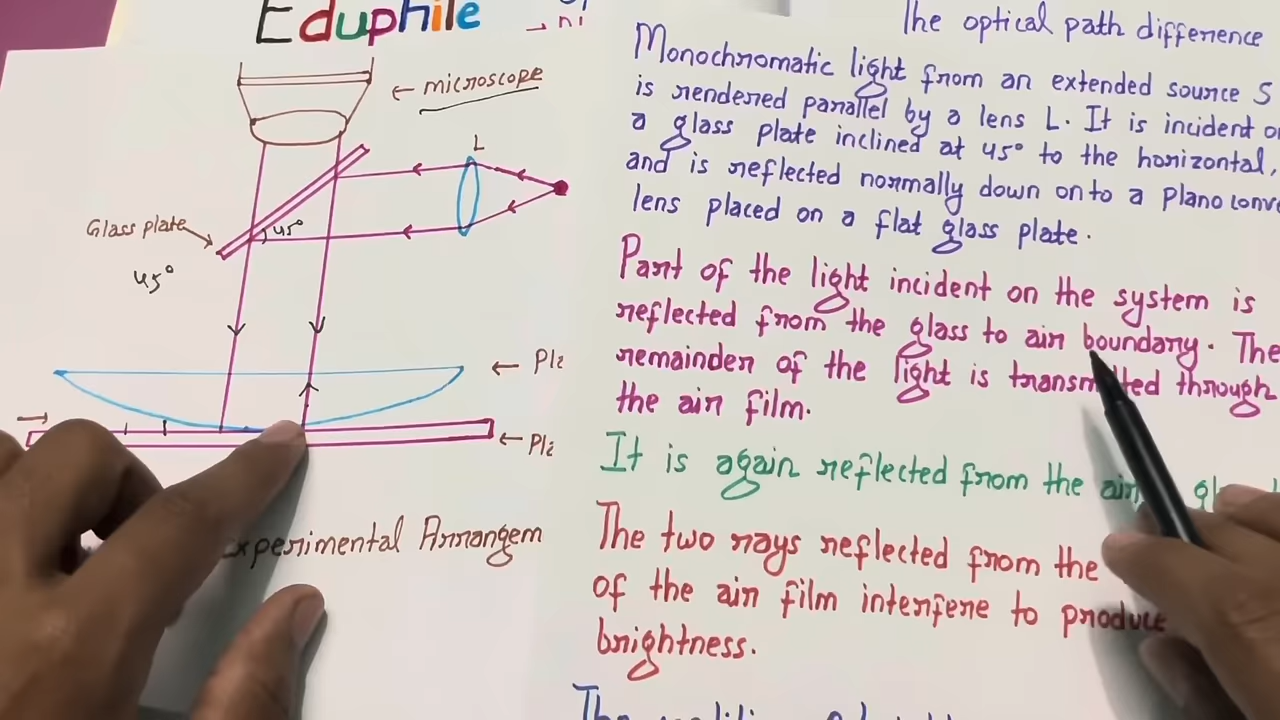 Eduphile
microscope
L
Glass plate
45°
45°
Experimental Arrangem
The optical path difference
Monochromatic light from an extended source S
is rendered parallel by a lens L. It is incident
a glass plate inclined at 45° to the horizontal,
and is reflected normally down onto a plano
lens placed on a flat glass plate.
Part of the light incident on the system is
reflected from the glass to air boundary. The
remainder of the light is transmitted through
the air film.
It is again reflected from the air
The two rays reflected from the
of the air film interfere to produce
brightness.
The